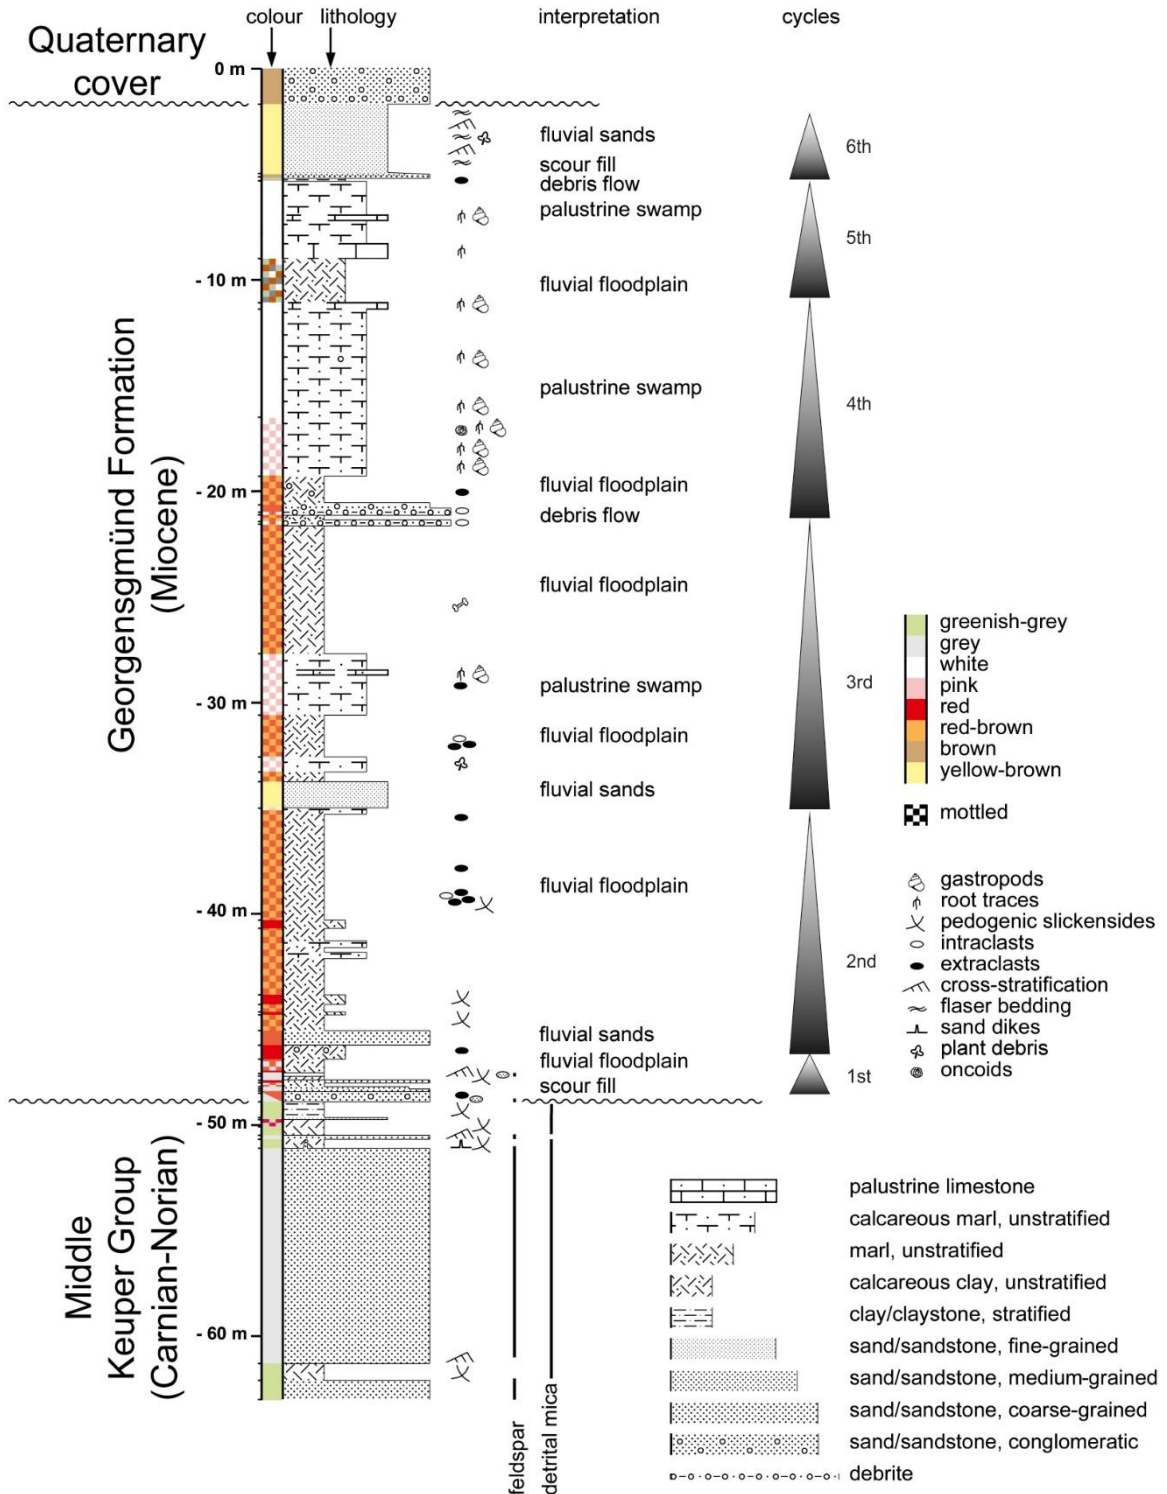 colour
lithology
interpretation
cycles
Quaternary
cover
0 m
fluvial sands
6th
scour fill
debris flow
palustrine swamp
5th
- 10 m
fluvial floodplain
palustrine swamp
4th
fluvial floodplain
- 20 m
debris flow
fluvial floodplain
Georgensgmünd Formation
(Miocene)
palustrine swamp
3rd
- 30 m
fluvial floodplain
fluvial sands
fluvial floodplain
- 40 m
2nd
fluvial sands
fluvial floodplain
scour fill
1st
- 50 m
Middle
Keuper Group
(Carnian-Norian)
- 60 m
feldspar
detrital mica
greenish-grey
grey
white
pink
red
red-brown
brown
yellow-brown
mottled
gastropods
root traces
pedogenic slickensides
intraclasts
extraclasts
cross-stratification
flaser bedding
sand dikes
plant debris
oncoids
palustrine limestone
calcareous marl, unstratified
marl, unstratified
calcareous clay, unstratified
clay/claystone, stratified
sand/sandstone, fine-grained
sand/sandstone, medium-grained
sand/sandstone, coarse-grained
sand/sandstone, conglomeratic
debrite